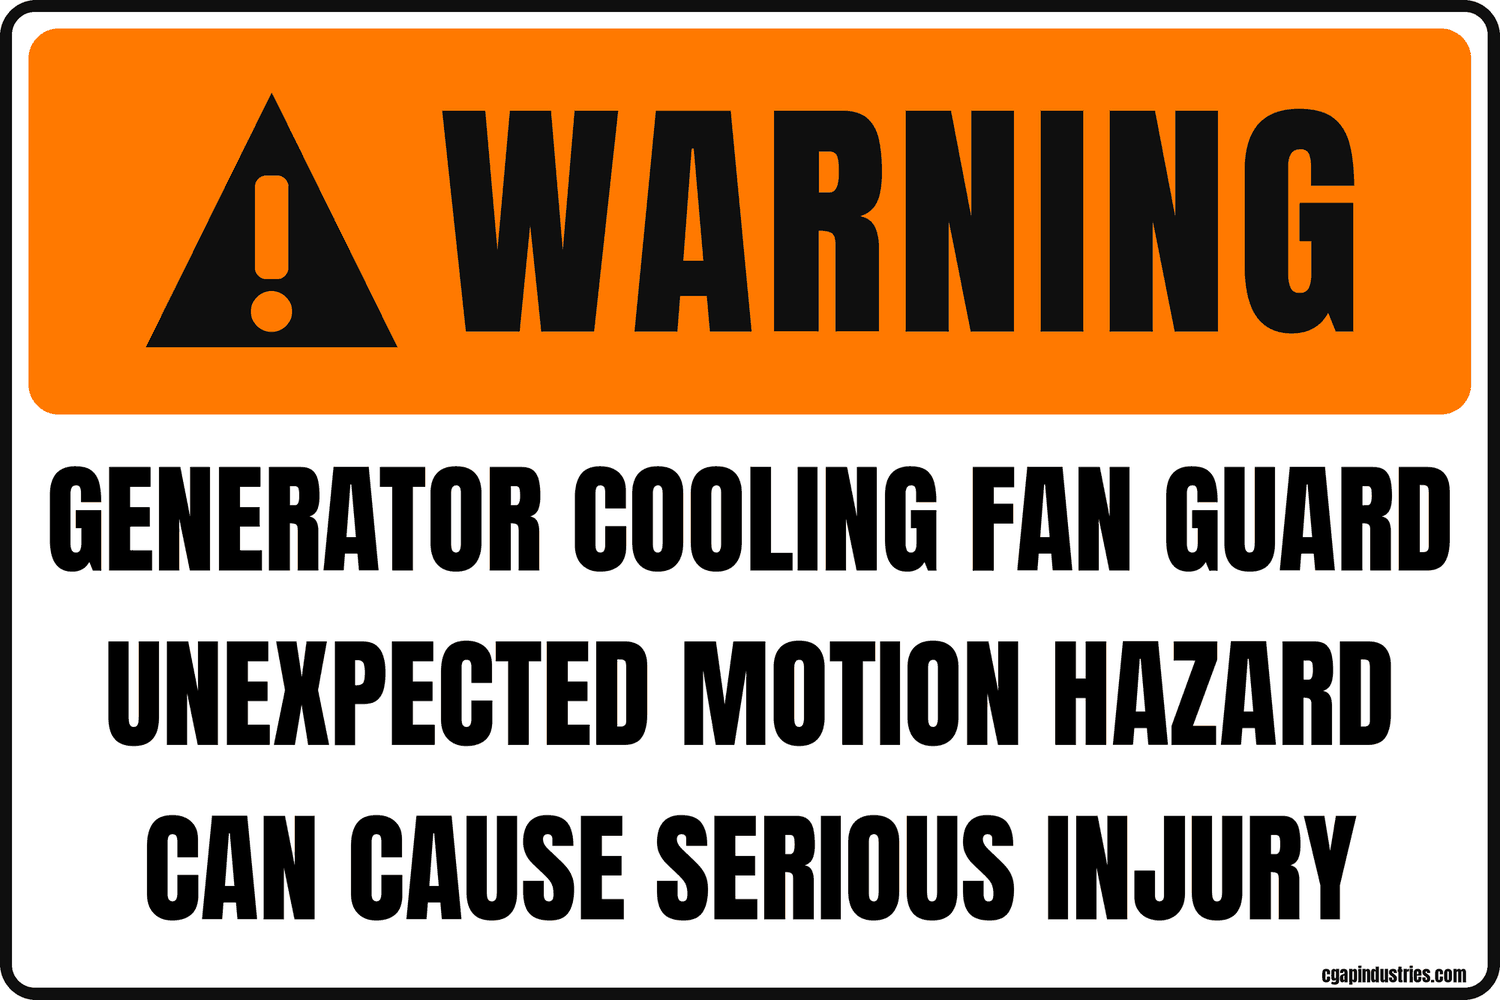 WARNING
GENERATOR COOLING FAN GUARD
UNEXPECTED MOTION HAZARD
CAN CAUSE SERIOUS INJURY
cgapindustries.com